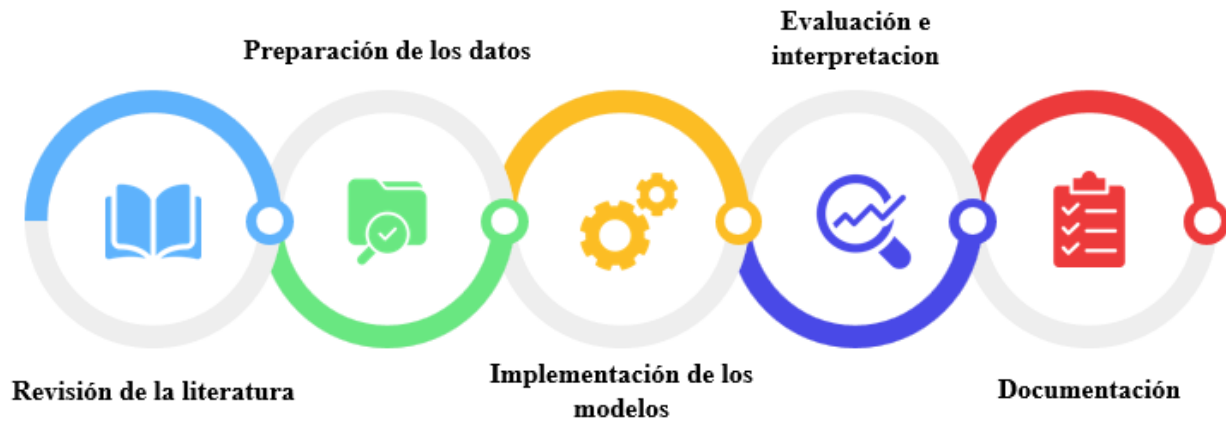 Revisión de la literatura
Preparación de los datos
Implementación de los
modelos
Evaluación e
interpretacion
Documentación